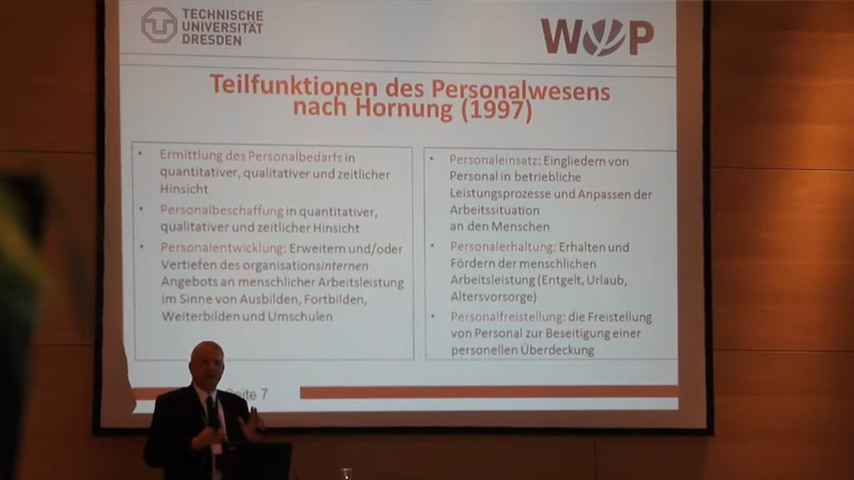 TECHNISCHE
UNIVERSITÄT
DRESDEN
WOP
Teilfunktionen des Personalwesens
nach Hornung (1997)
• Ermittlung des Personalbedarfs in
quantitativer, qualitativer und zeitlicher
Hinsicht
• Personalbeschaffung in quantitativer,
qualitativer und zeitlicher Hinsicht
• Personalentwicklung: Erweitern und/oder
Vertiefen des organisationsinternen
Angebots an menschlicher Arbeitsleistung
im Sinne von Ausbilden, Fortbilden,
Weiterbilden und Umschulen
• Personaleinsatz: Eingliedern von
Personal in betriebliche
Leistungsprozesse und Anpassen der
Arbeitssituation
an den Menschen
• Personalerhaltung: Erhalten und
Fördern der menschlichen
Arbeitsleistung (Entgelt, Urlaub,
Altersvorsorge)
• Personalfreistellung: die Freistellung
von Personal zur Beseitigung einer
personellen Überdeckung
Seite 7